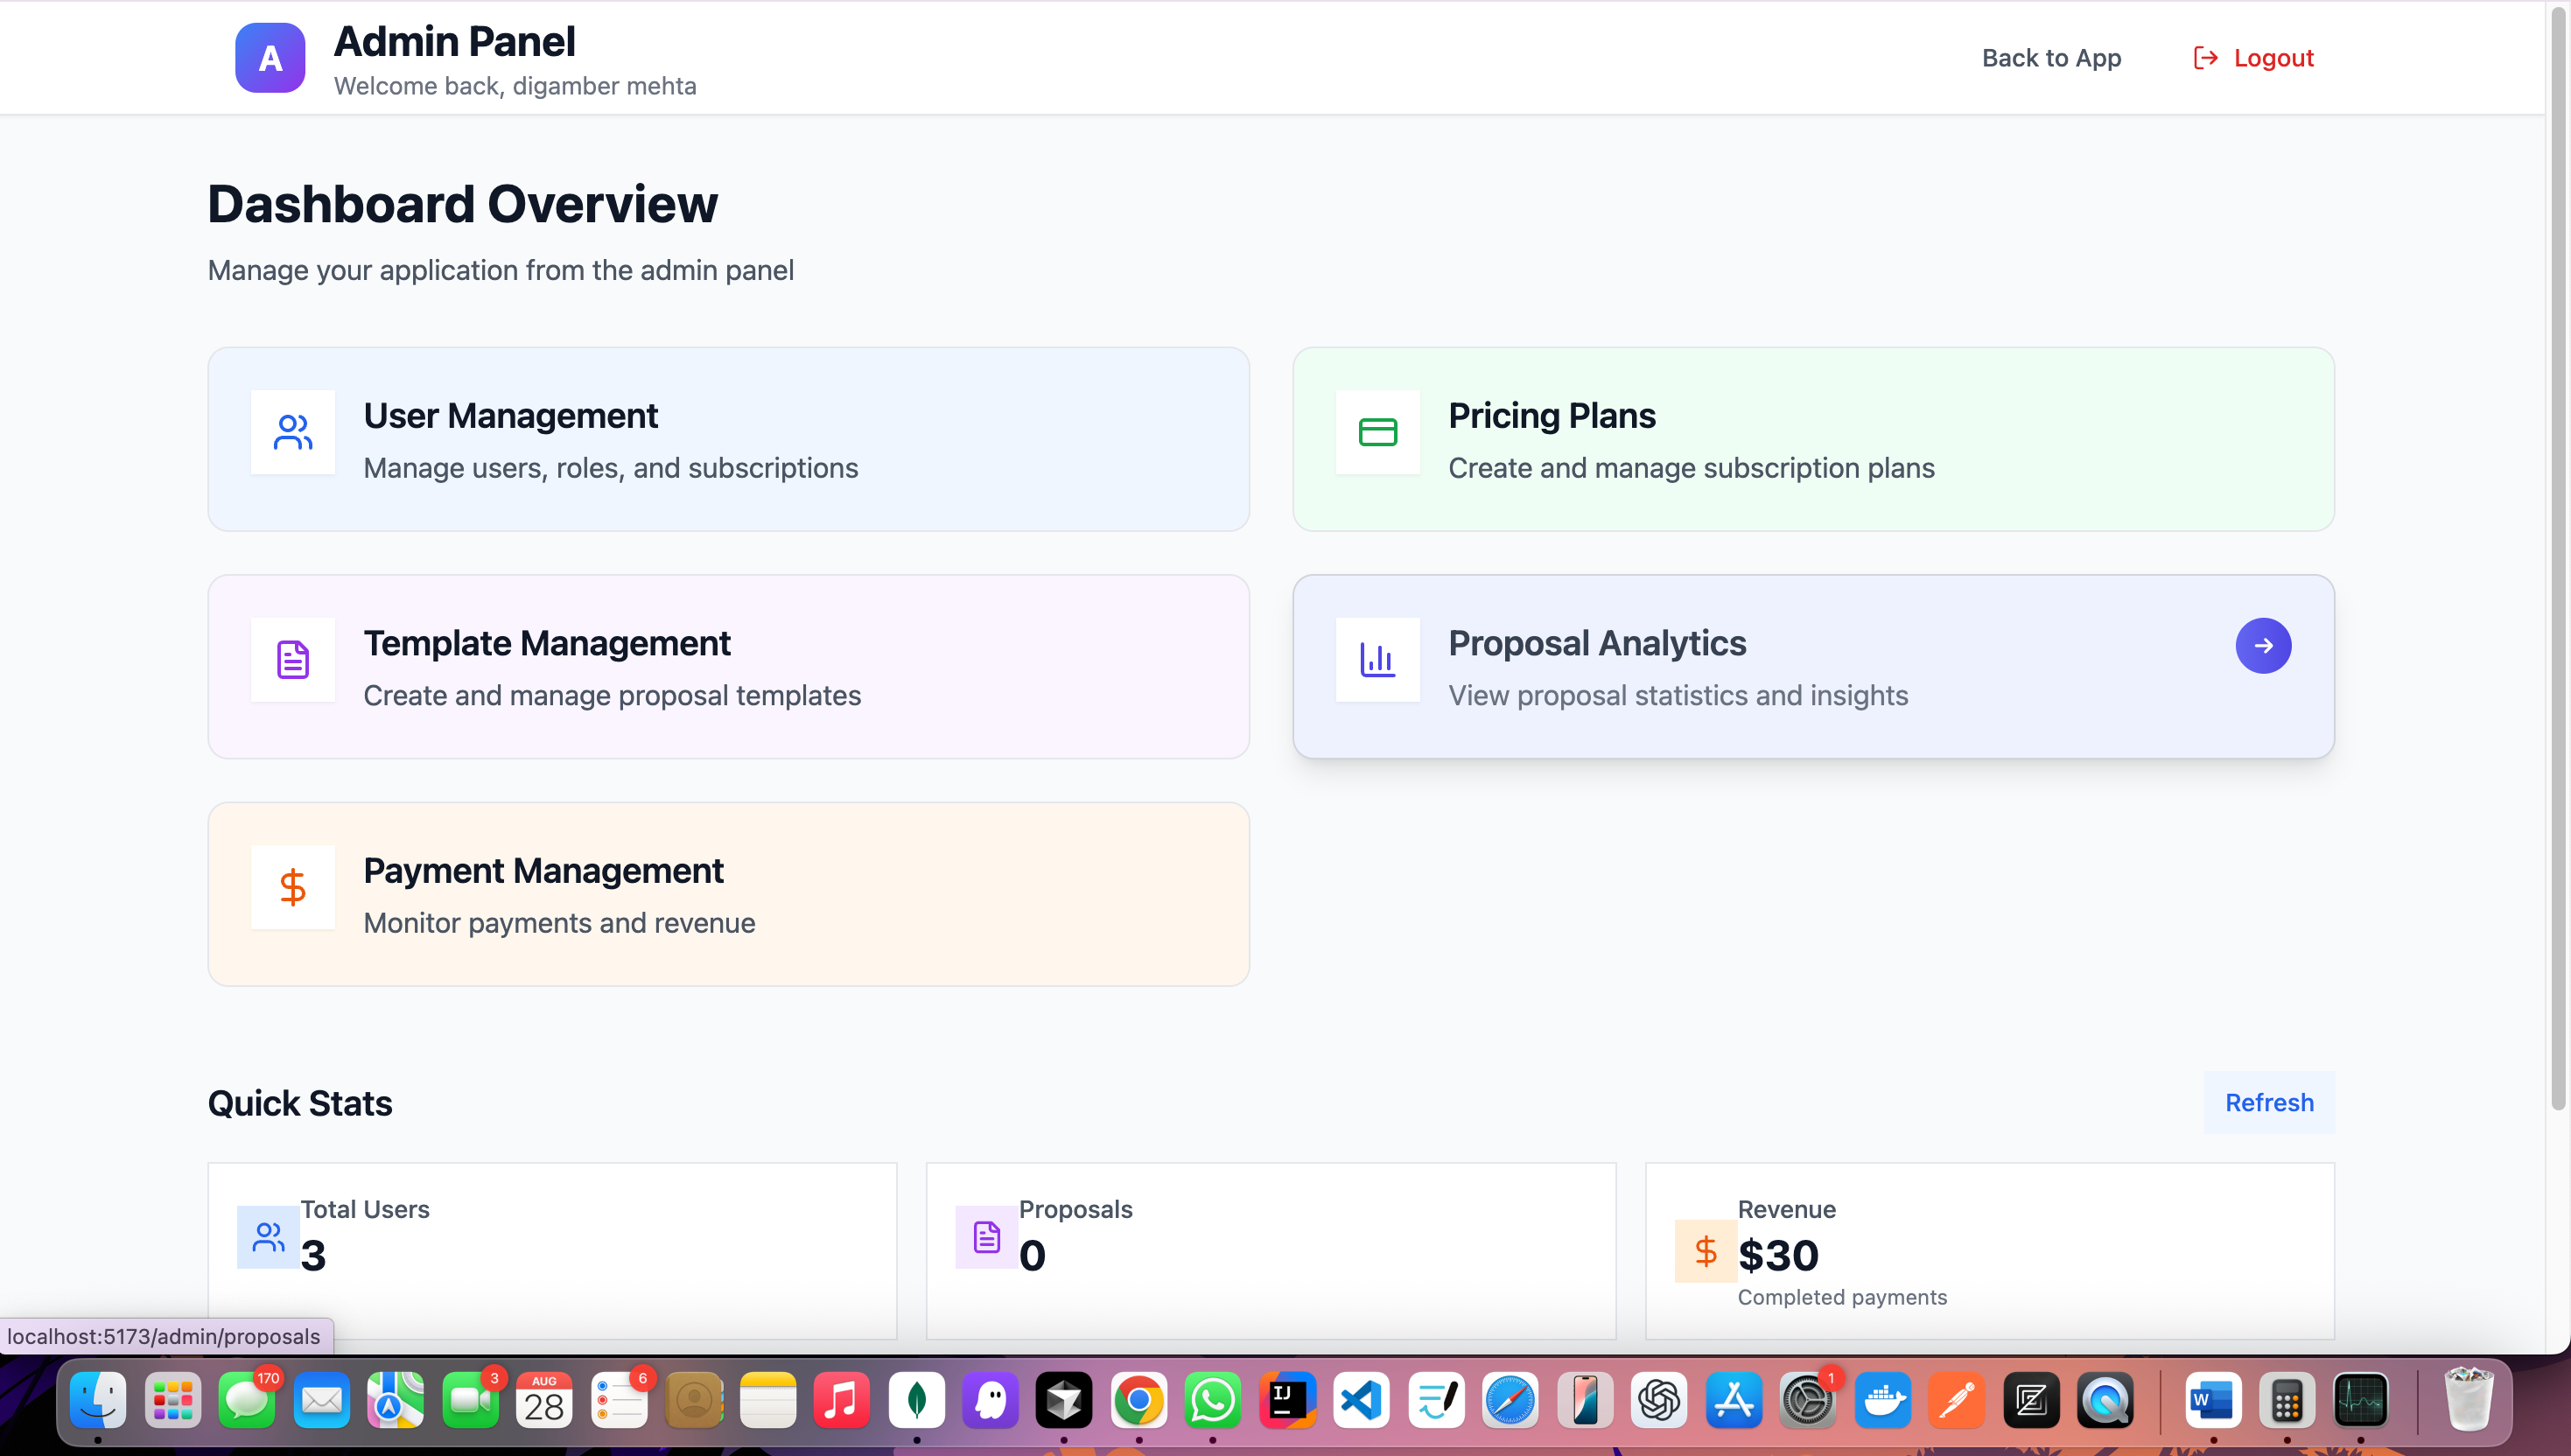 A
Admin Panel
Welcome back, digamber mehta
Back to App
Logout
Dashboard Overview
Manage your application from the admin panel
User Management
Manage users, roles, and subscriptions
Pricing Plans
Create and manage subscription plans
Template Management
Create and manage proposal templates
Proposal Analytics
View proposal statistics and insights
Payment Management
Monitor payments and revenue
Quick Stats
Refresh
Total Users
3
Proposals
0
Revenue
$30
Completed payments
localhost:5173/admin/proposals
170
3
AUG
28
6
IJ
1
W